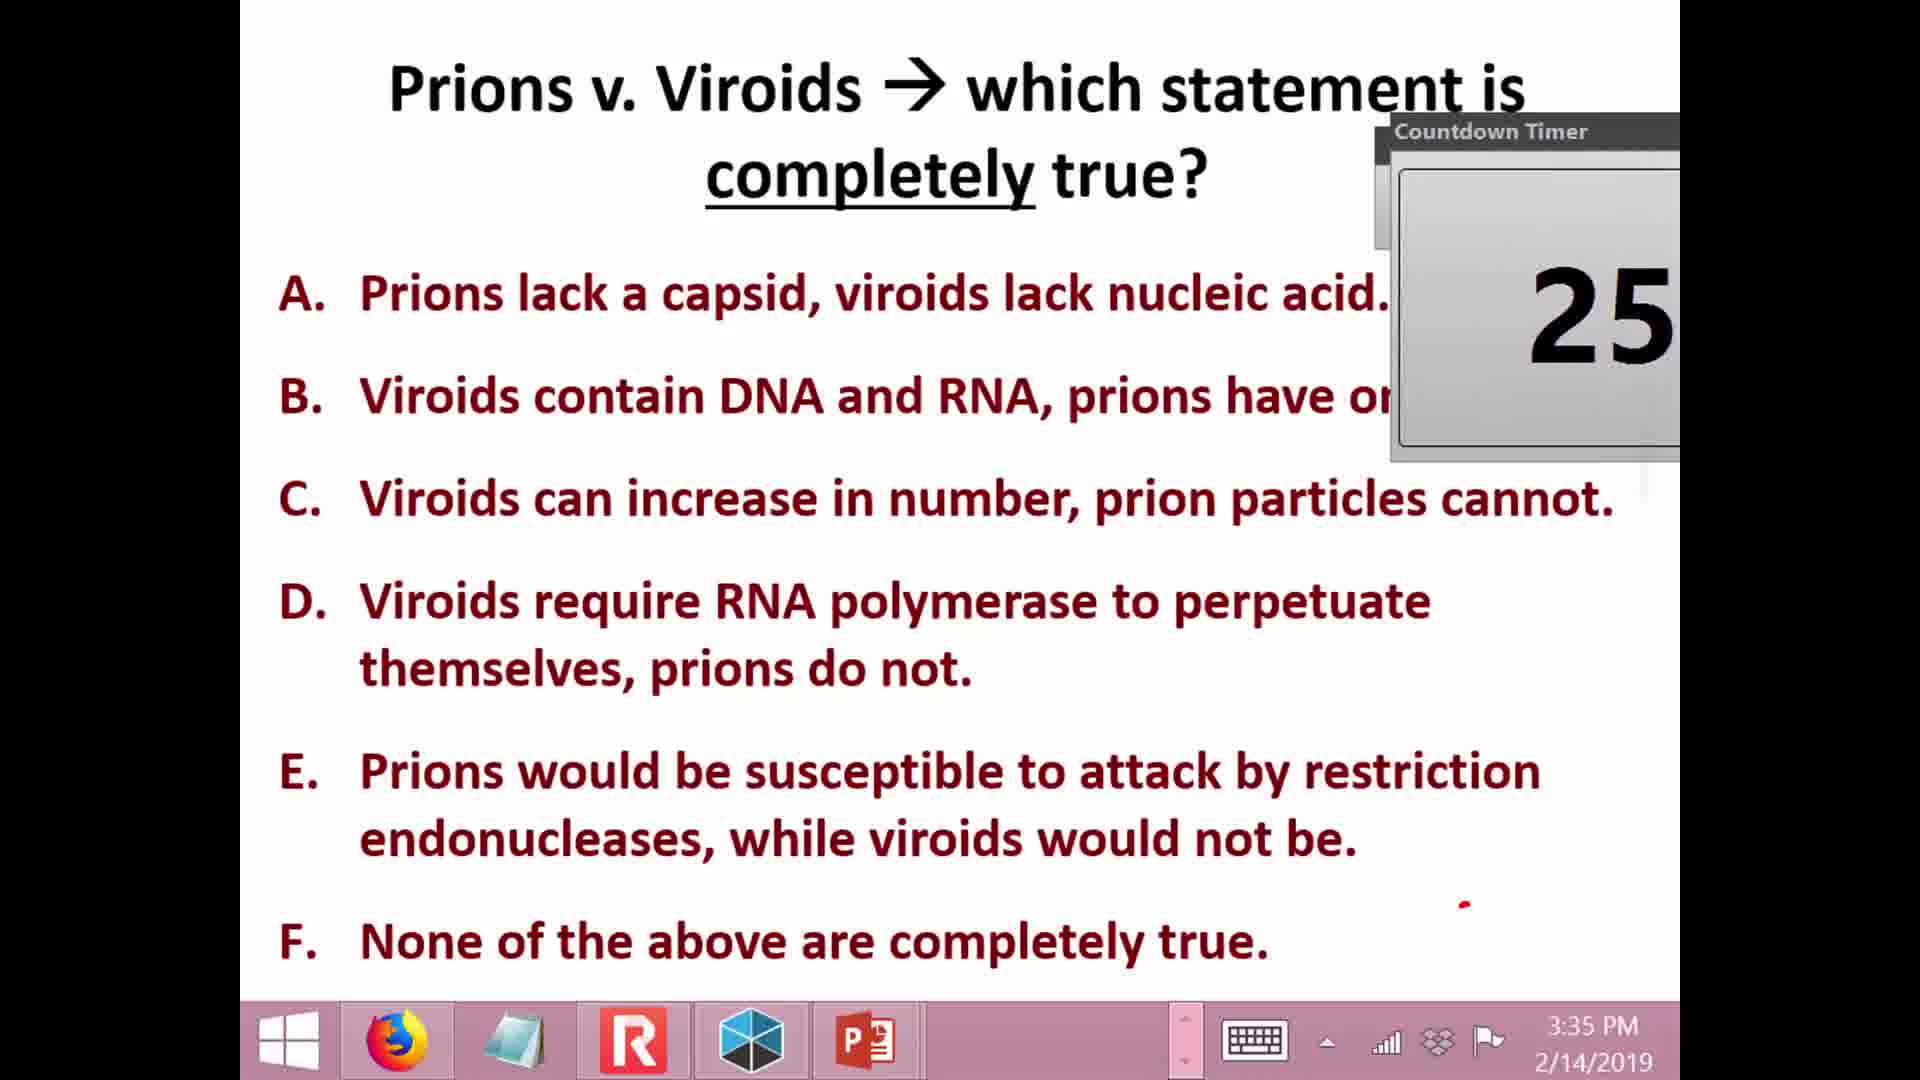 Prions v. Viroids → which statement is
completely true?
Countdown Timer
25
A. Prions lack a capsid, viroids lack nucleic acid.
B. Viroids contain DNA and RNA, prions have
C. Viroids can increase in number, prion particles cannot.
D. Viroids require RNA polymerase to perpetuate
themselves, prions do not.
E. Prions would be susceptible to attack by restriction
endonucleases, while viroids would not be.
F. None of the above are completely true.
3:35 PM
2/14/2019